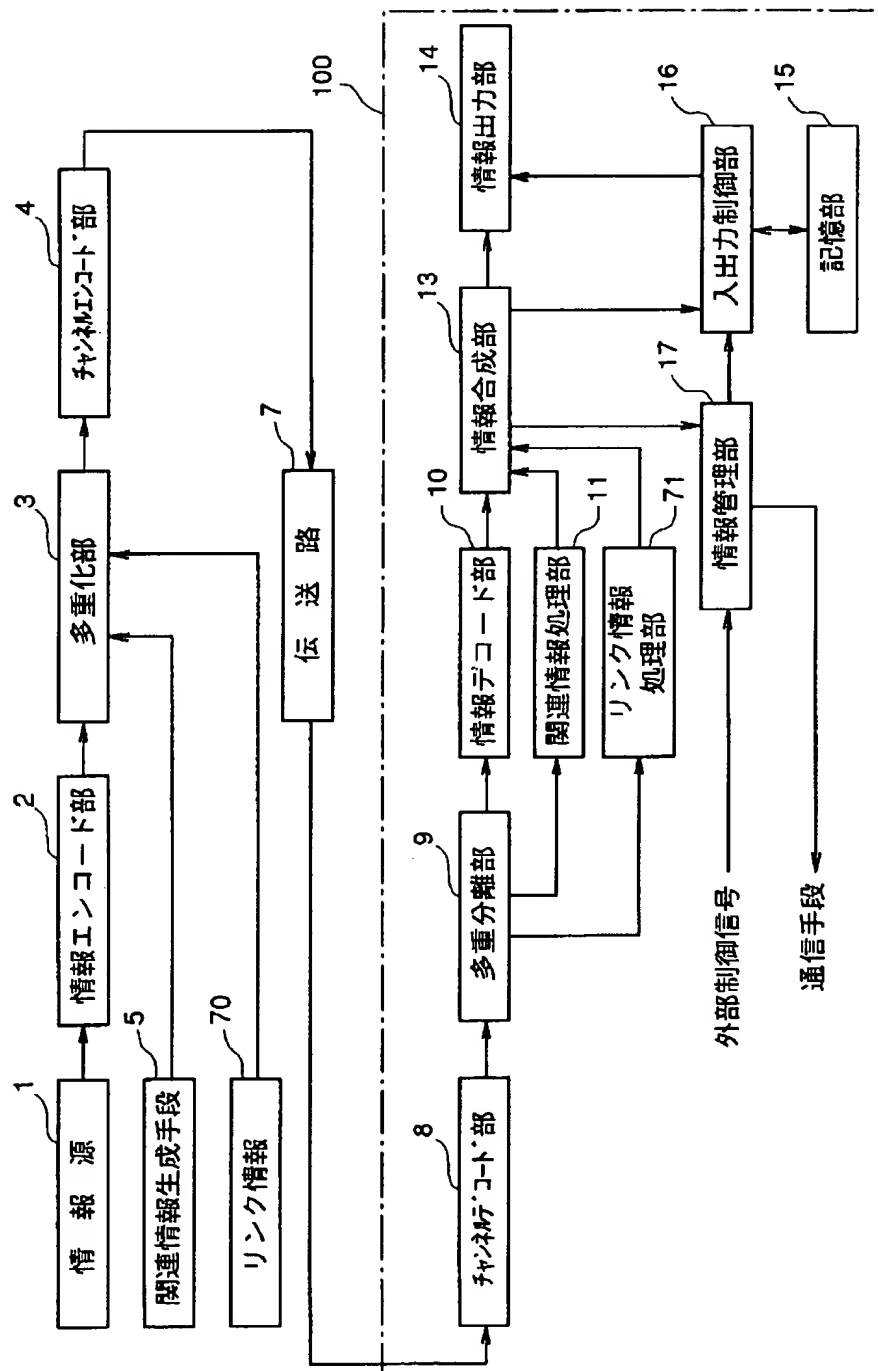 1
情報源
2
情報エンコード部
3
多重化部
4
チャンネルエンコード部
5
関連情報生成手段
70
リンク情報
7
伝送路
100
8
チャンネルデコード部
9
多重分離部
10
情報デコード部
11
関連情報処理部
71
リンク情報
処理部
13
情報合成部
14
情報出力部
17
情報管理部
16
入出力制御部
15
記憶部
外部制御信号
通信手段